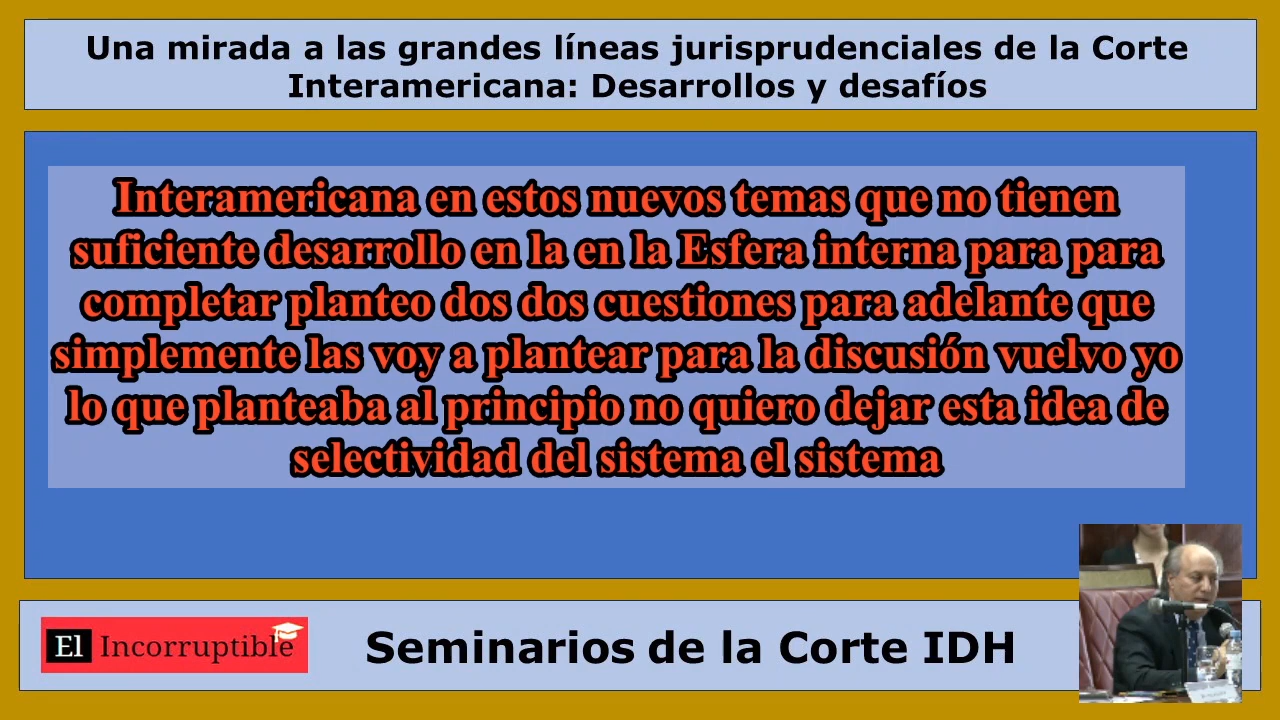 Una mirada a las grandes líneas jurisprudenciales de la Corte
Interamericana: Desarrollos y desafíos
Interamericana en estos nuevos temas que no tienen
suficiente desarrollo en la en la Esfera interna para para
completar planteo dos dos cuestiones para adelante que
simplemente las voy a plantear para la discusión vuelvo yo
lo que planteaba al principio no quiero dejar esta idea de
selectividad del sistema el sistema
El Incorruptible
Seminarios de la Corte IDH